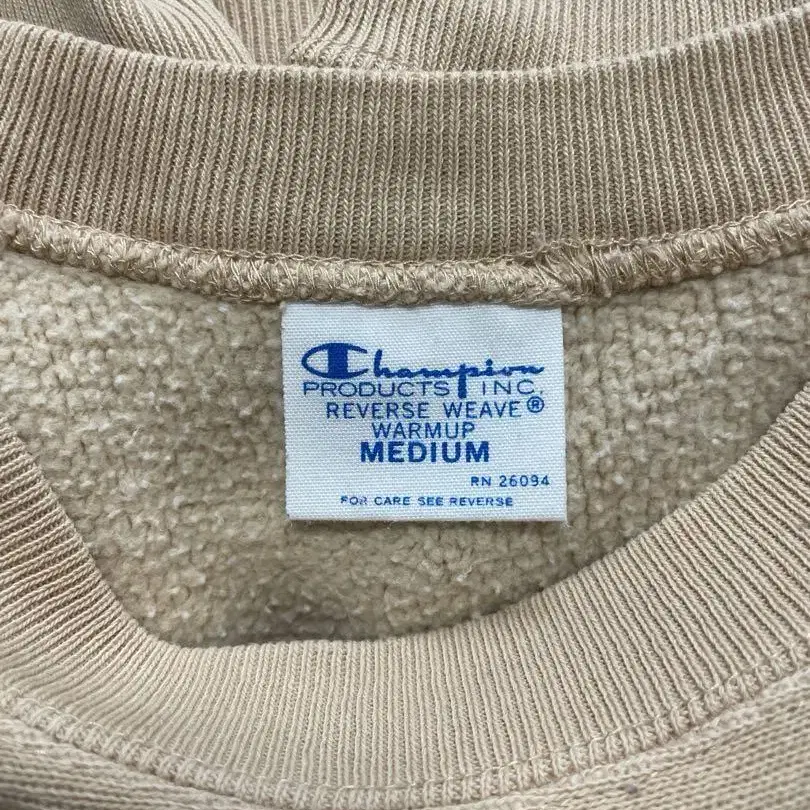 Champion
PRODUCTS INC.
REVERSE WEAVE®
WARMUP
MEDIUM
RN 26094
FOR CARE SEE REVERSE